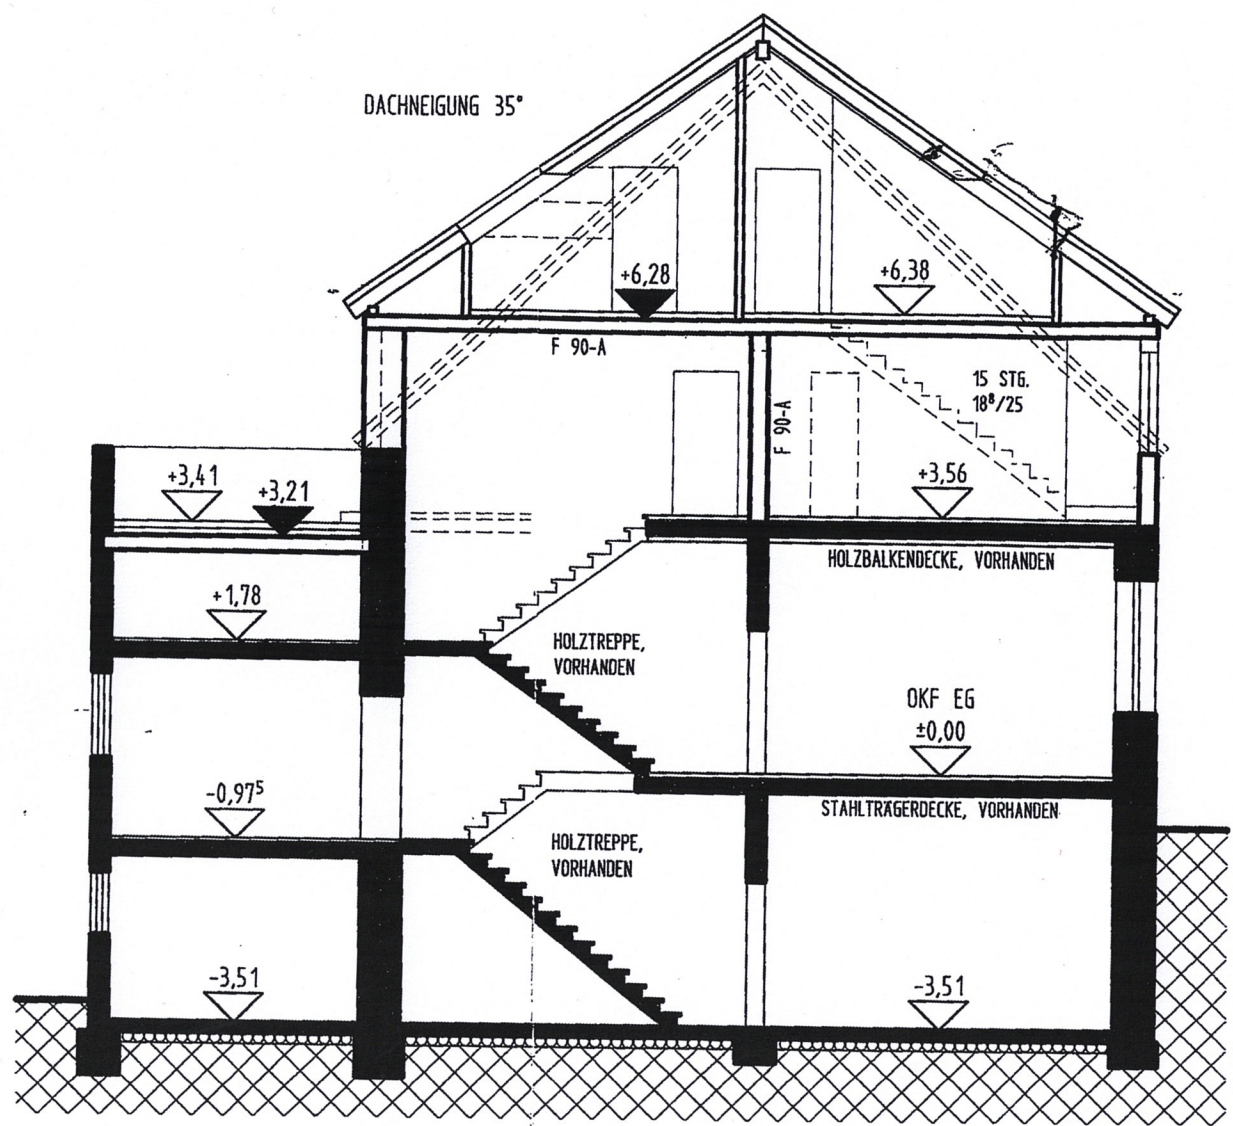 DACHNEIGUNG 35°
+6,28
+6,38
F 90-A
15 STG.
18⁸/25
F 90-A
+3,41
+3,21
+3,56
HOLZBALKENDECKE, VORHANDEN
+1,78
HOLZTREPPE,
VORHANDEN
OKF EG
±0,00
-0,97⁵
STAHLTRÄGERDECKE, VORHANDEN
HOLZTREPPE,
VORHANDEN
-3,51
-3,51